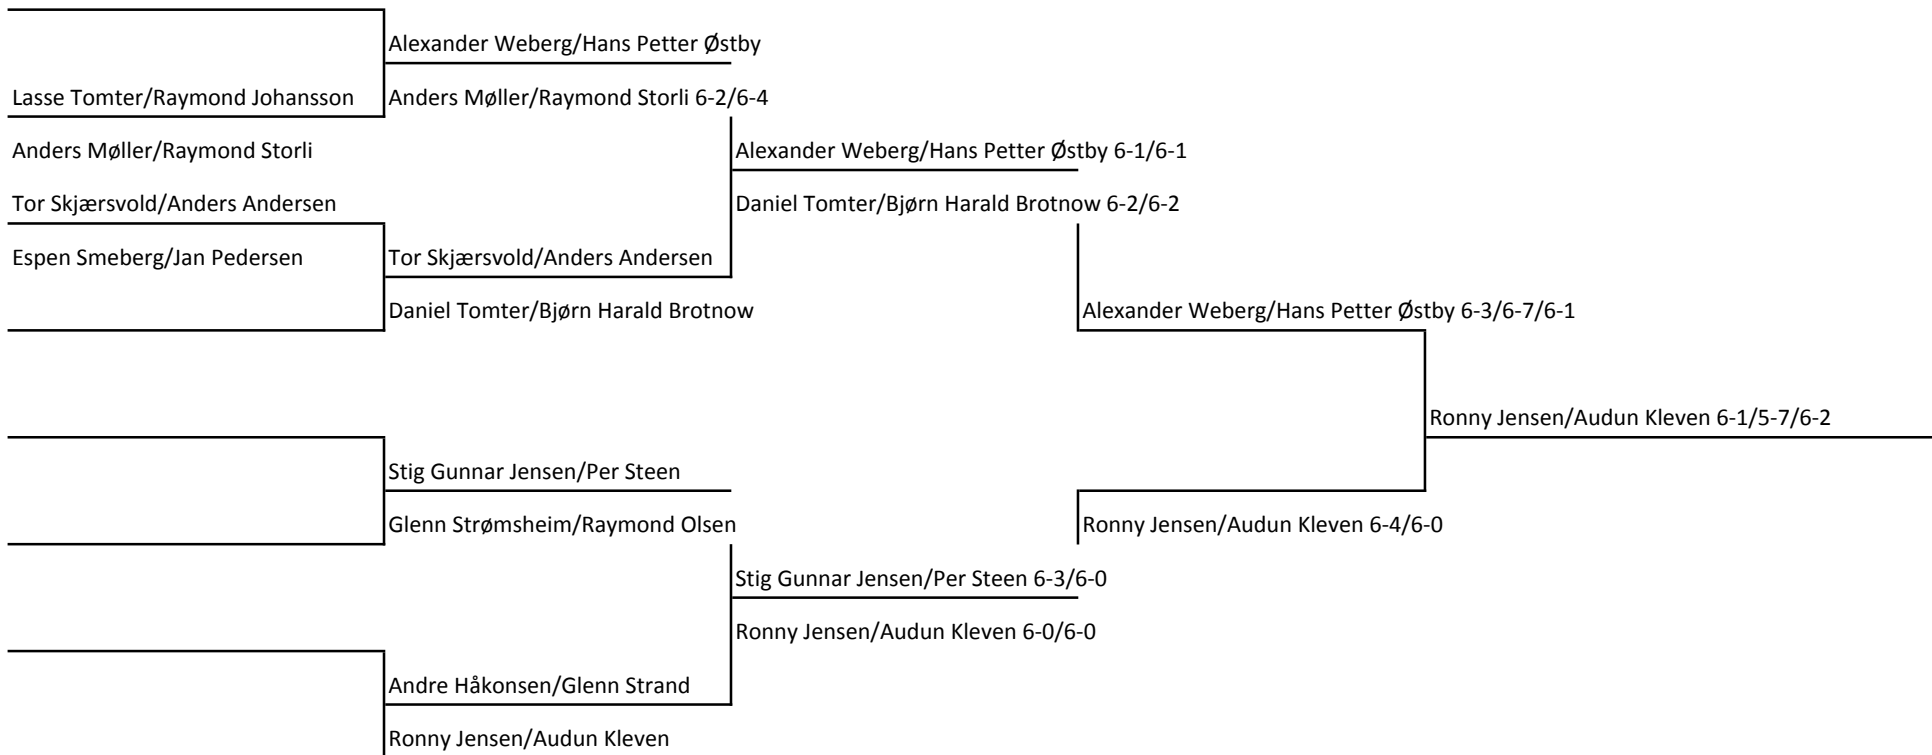 Alexander Weberg/Hans Petter Østby
Lasse Tomter/Raymond Johansson
Anders Møller/Raymond Storli 6-2/6-4
Anders Møller/Raymond Storli
Alexander Weberg/Hans Petter Østby 6-1/6-1
Tor Skjærsvold/Anders Andersen
Daniel Tomter/Bjørn Harald Brotnow 6-2/6-2
Espen Smeberg/Jan Pedersen
Tor Skjærsvold/Anders Andersen
Daniel Tomter/Bjørn Harald Brotnow
Alexander Weberg/Hans Petter Østby 6-3/6-7/6-1
Ronny Jensen/Audun Kleven 6-1/5-7/6-2
Stig Gunnar Jensen/Per Steen
Glenn Strømsheim/Raymond Olsen
Ronny Jensen/Audun Kleven 6-4/6-0
Stig Gunnar Jensen/Per Steen 6-3/6-0
Ronny Jensen/Audun Kleven 6-0/6-0
Andre Håkonsen/Glenn Strand
Ronny Jensen/Audun Kleven